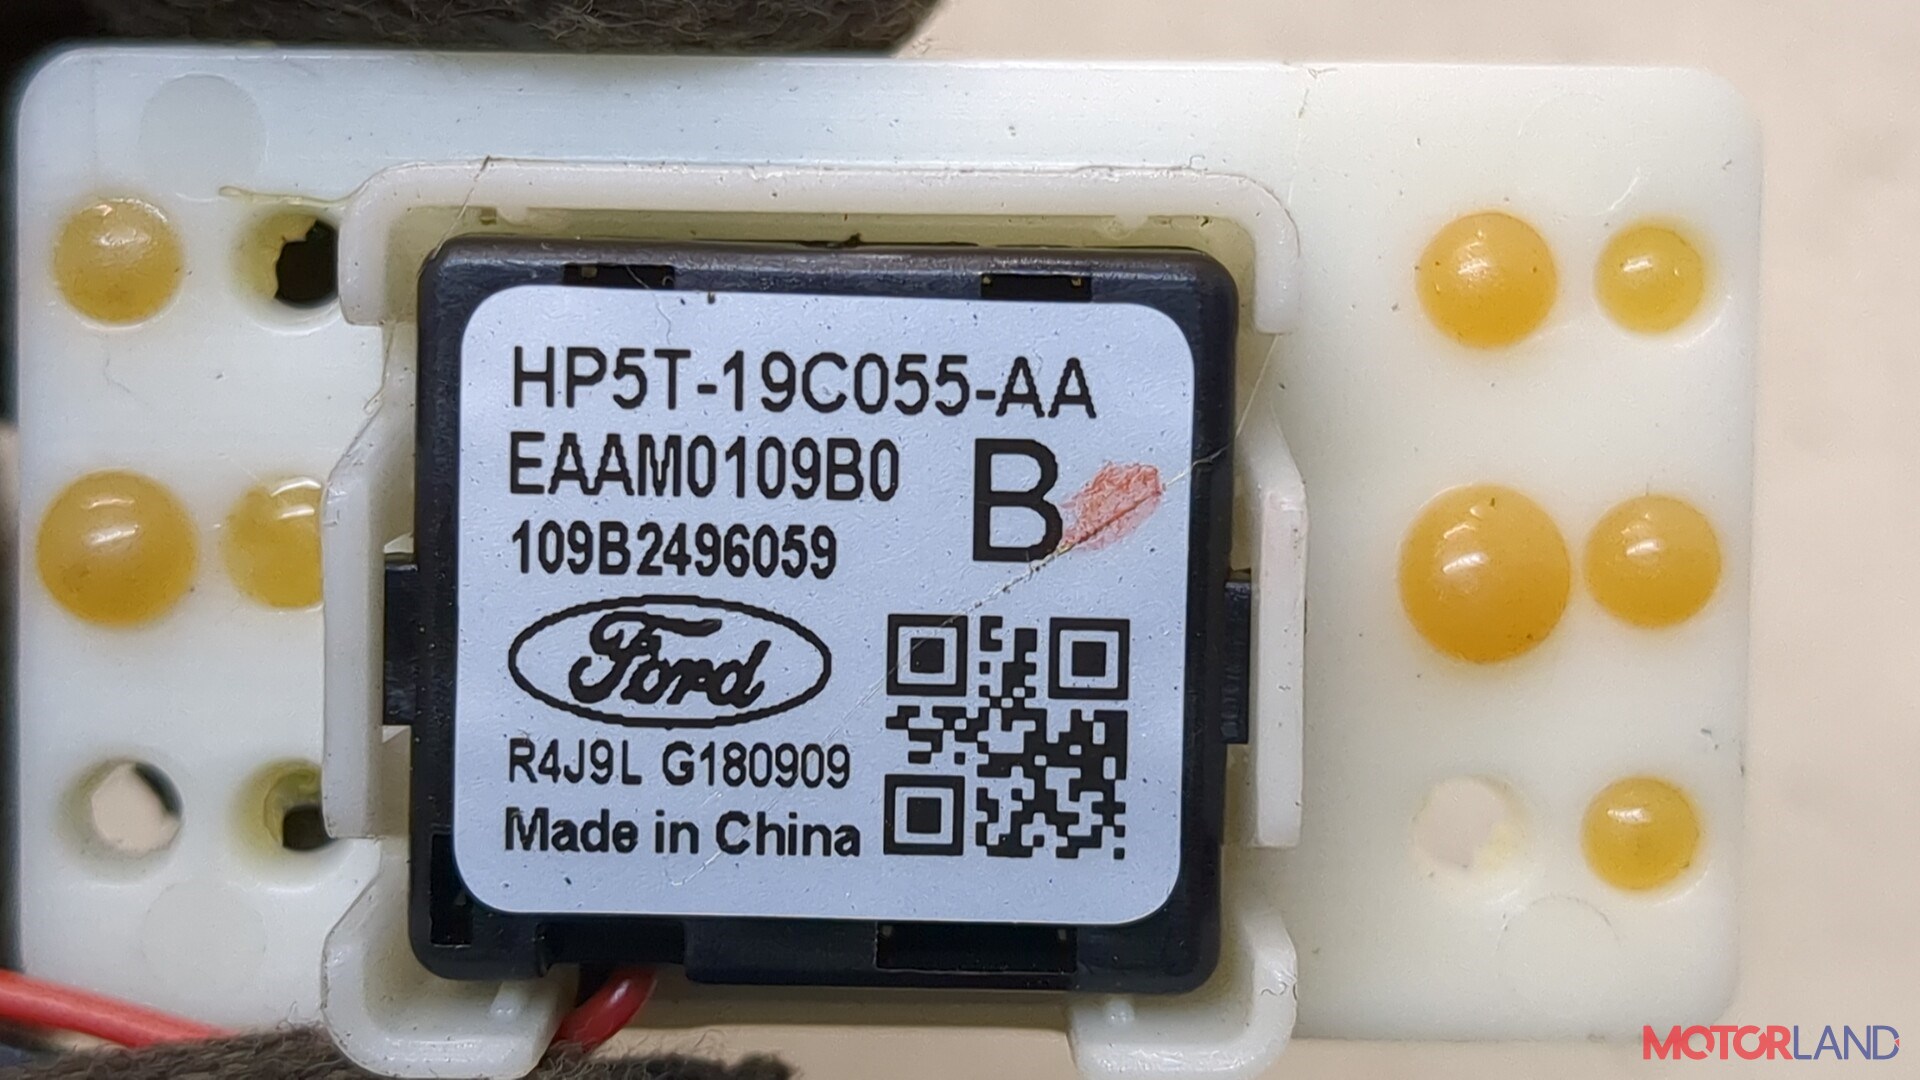 HP5T-19C055-AA
EAAM0109B0
B
109B2496059
Ford
R4J9L G180909
Made in China
MOTORLAND